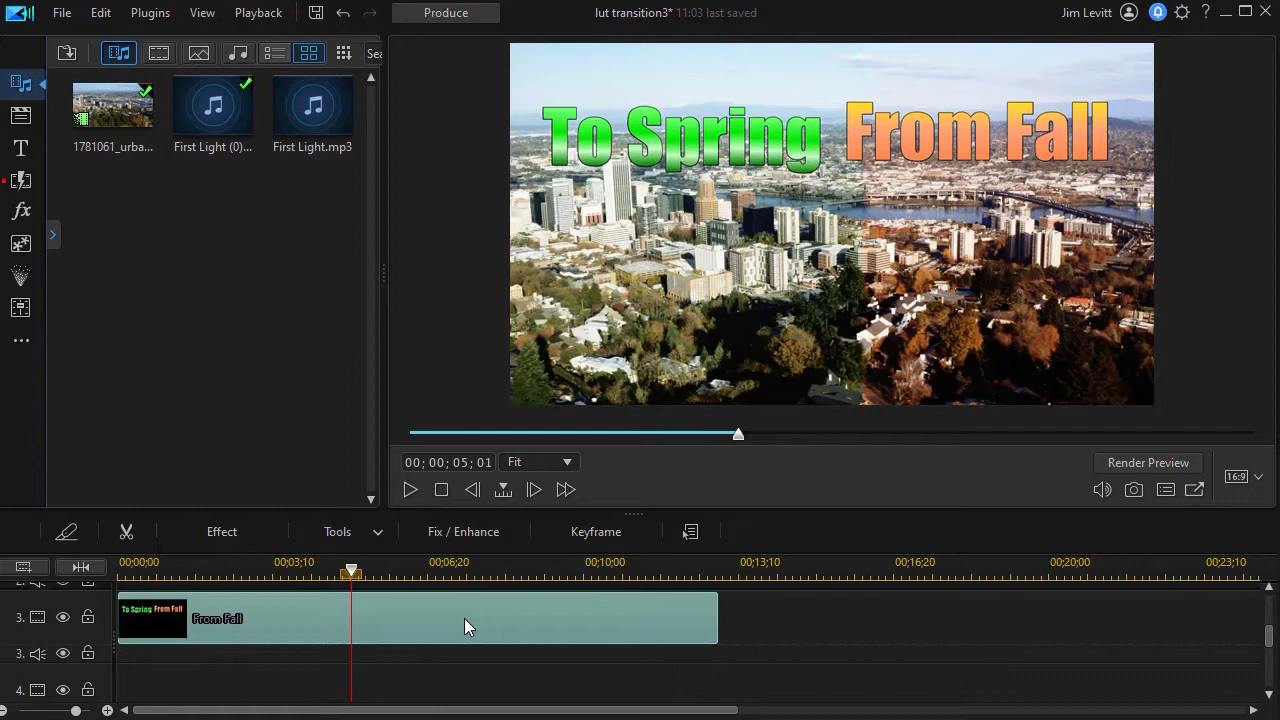 File Edit Plugins View Playback Produce lut transition3* 11:03 last saved Jim Levitt ?
Sea
1781061_urba... First Light (0)... First Light.mp3
T
fx
To Spring From Fall
00; 00; 05; 01 Fit Render Preview
16:9
Effect Tools Fix / Enhance Keyframe
00;00;00 00;03;10 00;06;20 00;10;00 00;13;10 00;16;20 00;20;00 00;23;10
2.
3. To Spring From Fall From Fall
3.
4.